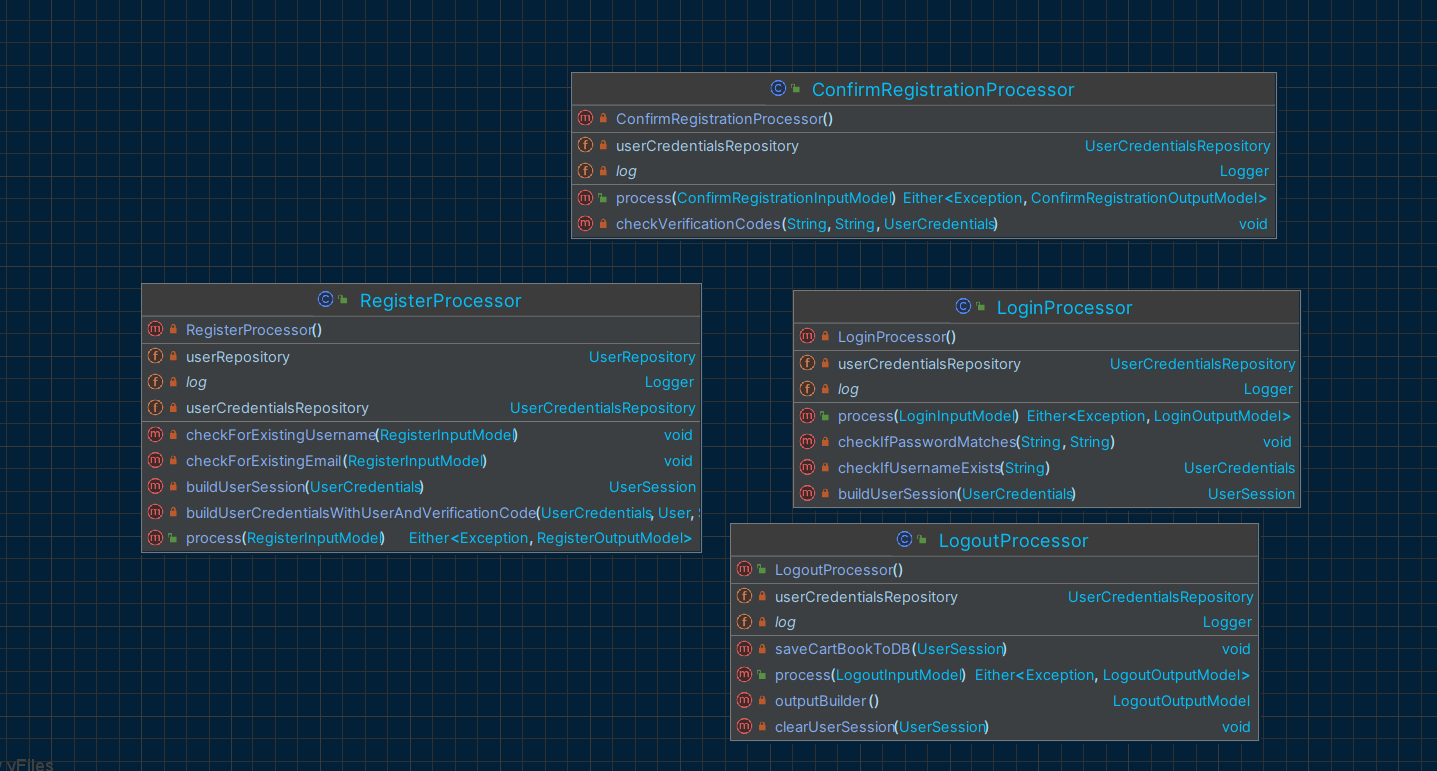 ConfirmRegistrationProcessor
ConfirmRegistrationProcessor()
userCredentialsRepository UserCredentialsRepository
log Logger
process(ConfirmRegistrationInputModel) Either<Exception, ConfirmRegistrationOutputModel>
checkVerificationCodes(String, String, UserCredentials) void
RegisterProcessor
RegisterProcessor()
userRepository UserRepository
log Logger
userCredentialsRepository UserCredentialsRepository
checkForExistingUsername(RegisterInputModel) void
checkForExistingEmail(RegisterInputModel) void
buildUserSession(UserCredentials) UserSession
buildUserCredentialsWithUserAndVerificationCode(UserCredentials, User,
process(RegisterInputModel) Either<Exception, RegisterOutputModel>
LoginProcessor
LoginProcessor()
userCredentialsRepository UserCredentialsRepository
log Logger
process(LoginInputModel) Either<Exception, LoginOutputModel>
checkIfPasswordMatches(String, String) void
checkIfUsernameExists(String) UserCredentials
buildUserSession(UserCredentials) UserSession
LogoutProcessor
LogoutProcessor()
userCredentialsRepository UserCredentialsRepository
log Logger
saveCartBookToDB(UserSession) void
process(LogoutInputModel) Either<Exception, LogoutOutputModel>
outputBuilder() LogoutOutputModel
clearUserSession(UserSession) void
yFiles